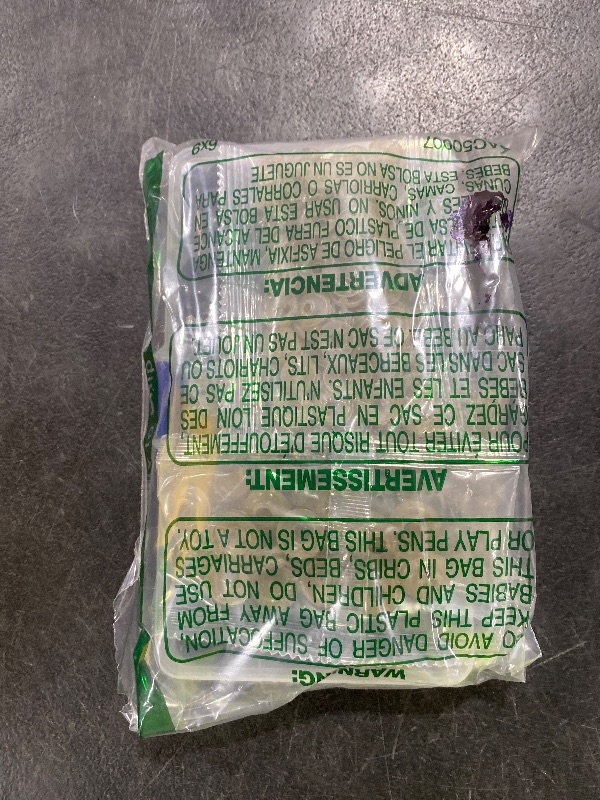 WARNING:
TO AVOID DANGER OF SUFFOCATION,
KEEP THIS PLASTIC BAG AWAY FROM
BABIES AND CHILDREN, DO NOT USE
THIS BAG IN CRIBS, BEDS, CARRIAGES
OR PLAY PENS. THIS BAG IS NOT A TOY.
AVERTISSEMENT:
POUR ÉVITER TOUT RISQUE D'ÉTOUFFEMENT,
GARDEZ CE SAC EN PLASTIQUE LOIN DES
BEBES ET LES ENFANTS. N'UTILISEZ PAS CE
SAC DANS LES BERCEAUX, LITS, CHARIOTS OU
PARC AU BEBE. CE SAC N'EST PAS UN JOUET.
ADVERTENCIA:
EL PELIGRO DE ASFIXIA, MANTENGA
DE PLASTICO FUERA DEL ALCANCE
Y NINOS. NO USAR ESTA BOLSA EN
CUNAS, CAMAS, CARRIOLAS O CORRALES PARA
BEBES. ESTA BOLSA NO ES UN JUGUETE
6X9